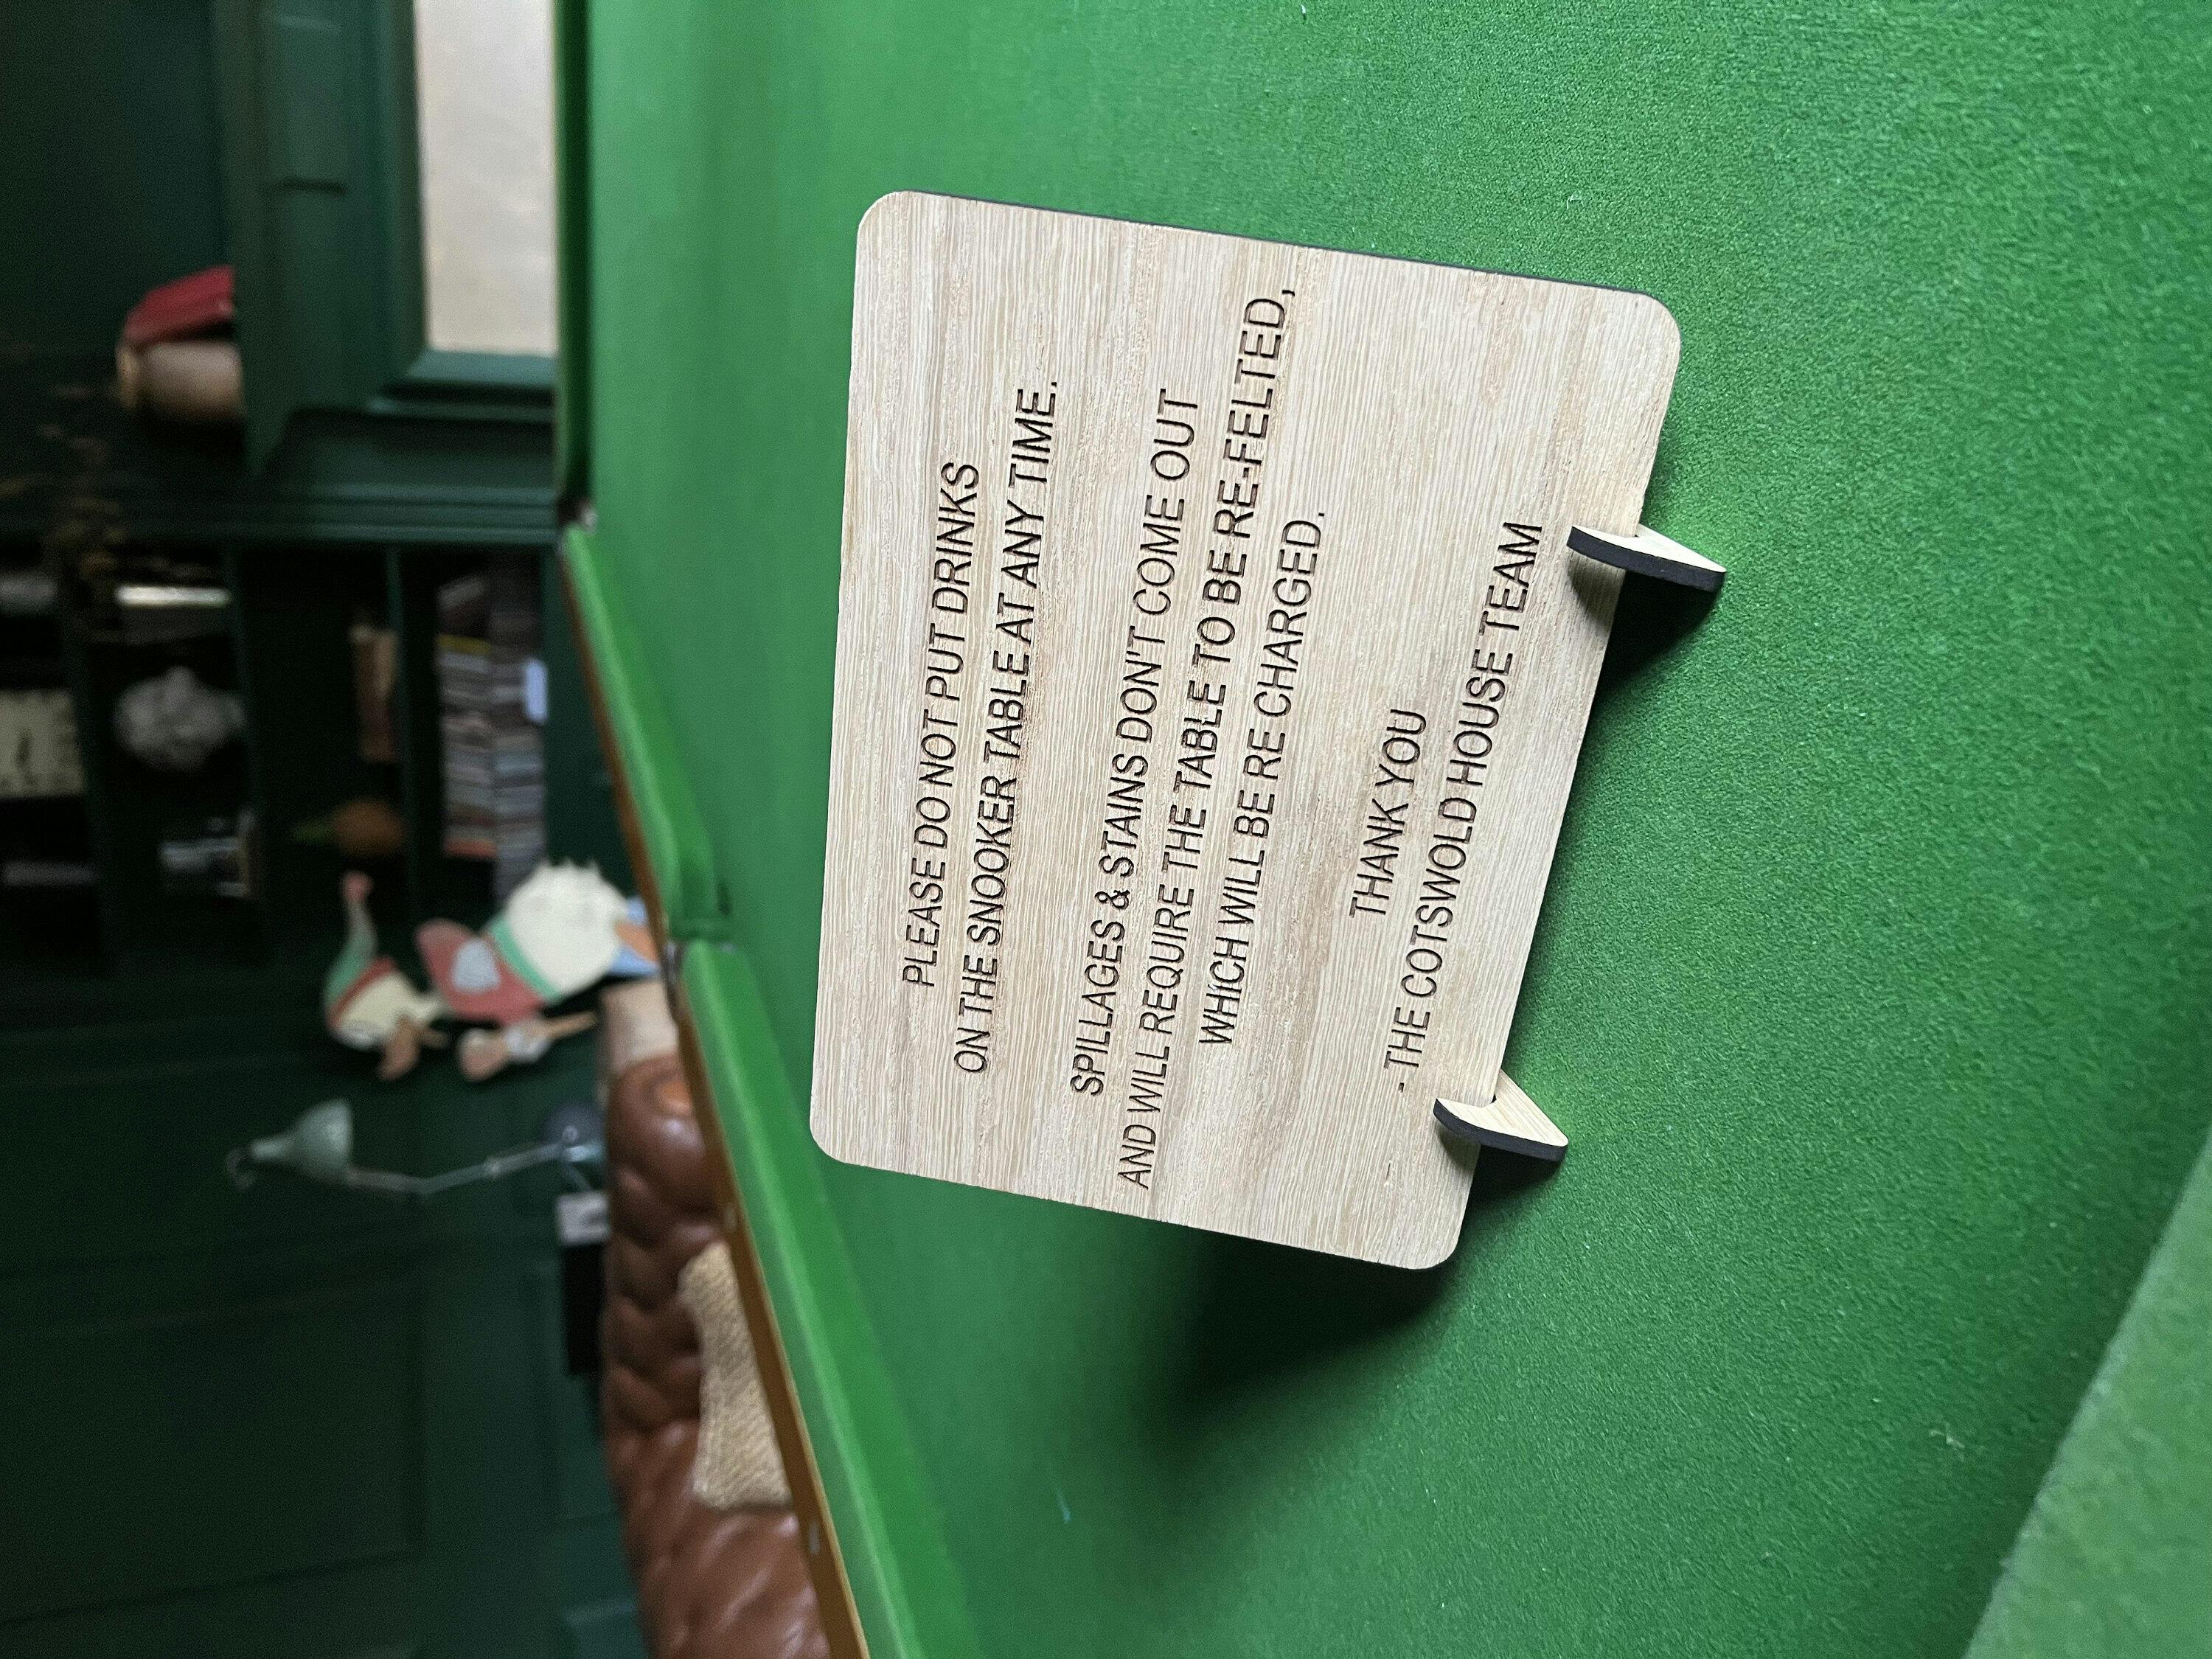 PLEASE DO NOT PUT DRINKS
ON THE SNOOKER TABLE AT ANY TIME.
SPILLAGES & STAINS DON'T COME OUT
AND WILL REQUIRE THE TABLE TO BE RE-FELTED,
WHICH WILL BE RE CHARGED.
THANK YOU
- THE COTSWOLD HOUSE TEAM